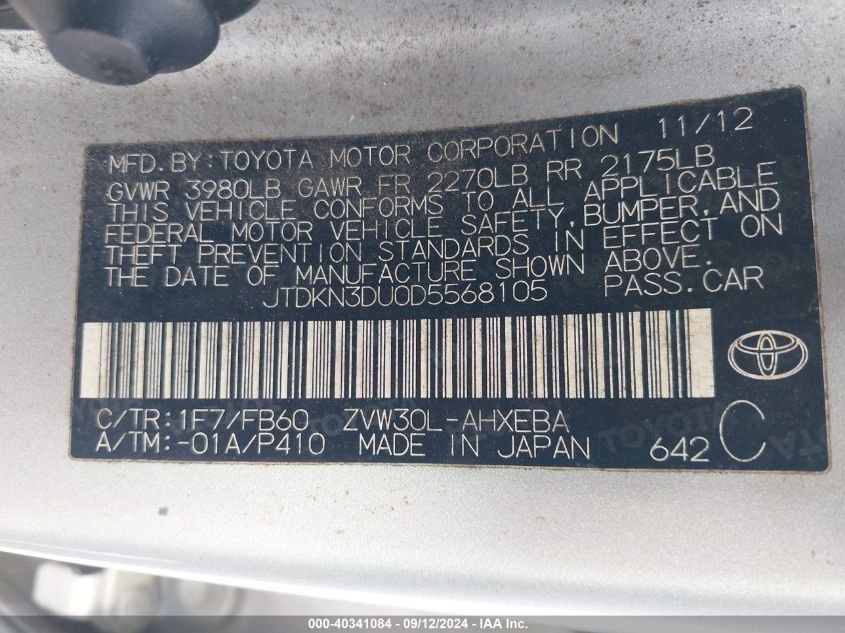 MFD. BY: TOYOTA MOTOR CORPORATION 11/12
GVWR 3980LB GAWR FR 2270LB RR 2175LB
THIS VEHICLE CONFORMS TO ALL APPLICABLE
FEDERAL MOTOR VEHICLE SAFETY, BUMPER, AND
THEFT PREVENTION STANDARDS IN EFFECT ON
THE DATE OF MANUFACTURE SHOWN ABOVE.
JTDKN3DU0D5568105 PASS. CAR
C/TR: 1F7/FB60 ZVW30L-AHXEBA
A/TM: -01A/P410 MADE IN JAPAN 642 C
000-40341084 - 09/12/2024 - IAA Inc.